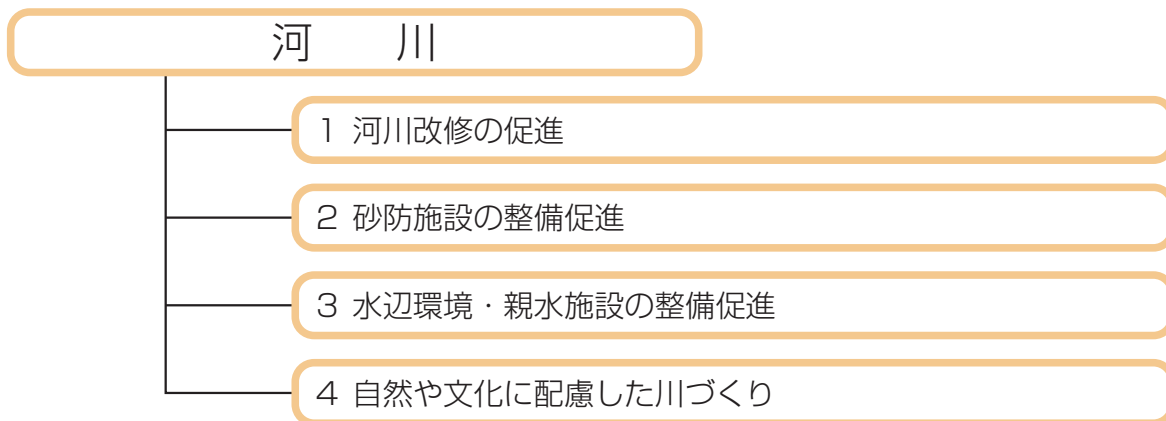 河　　川
1 河川改修の促進
2 砂防施設の整備促進
3 水辺環境・親水施設の整備促進
4 自然や文化に配慮した川づくり